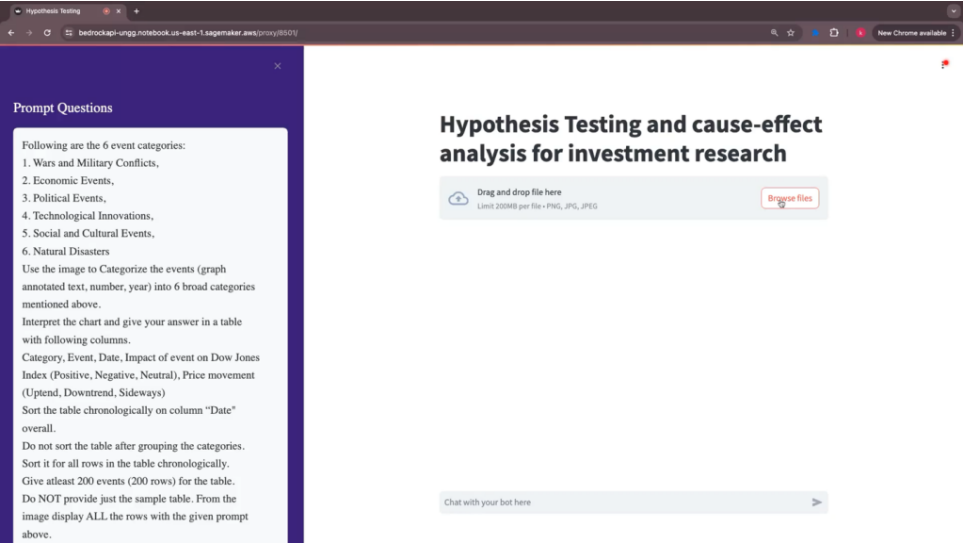 Hypothesis Testing
bedrockapi-ungg.notebook.us-east-1.sagemaker.aws/proxy/8501/
New Chrome available
Prompt Questions
Following are the 6 event categories:
1. Wars and Military Conflicts,
2. Economic Events,
3. Political Events,
4. Technological Innovations,
5. Social and Cultural Events,
6. Natural Disasters
Use the image to Categorize the events (graph
annotated text, number, year) into 6 broad categories
mentioned above.
Interpret the chart and give your answer in a table
with following columns.
Category, Event, Date, Impact of event on Dow Jones
Index (Positive, Negative, Neutral), Price movement
(Uptend, Downtrend, Sideways)
Sort the table chronologically on column “Date"
overall.
Do not sort the table after grouping the categories.
Sort it for all rows in the table chronologically.
Give atleast 200 events (200 rows) for the table.
Do NOT provide just the sample table. From the
image display ALL the rows with the given prompt
above.
Hypothesis Testing and cause-effect
analysis for investment research
Drag and drop file here
Limit 200MB per file • PNG, JPG, JPEG
Browse files
Chat with your bot here